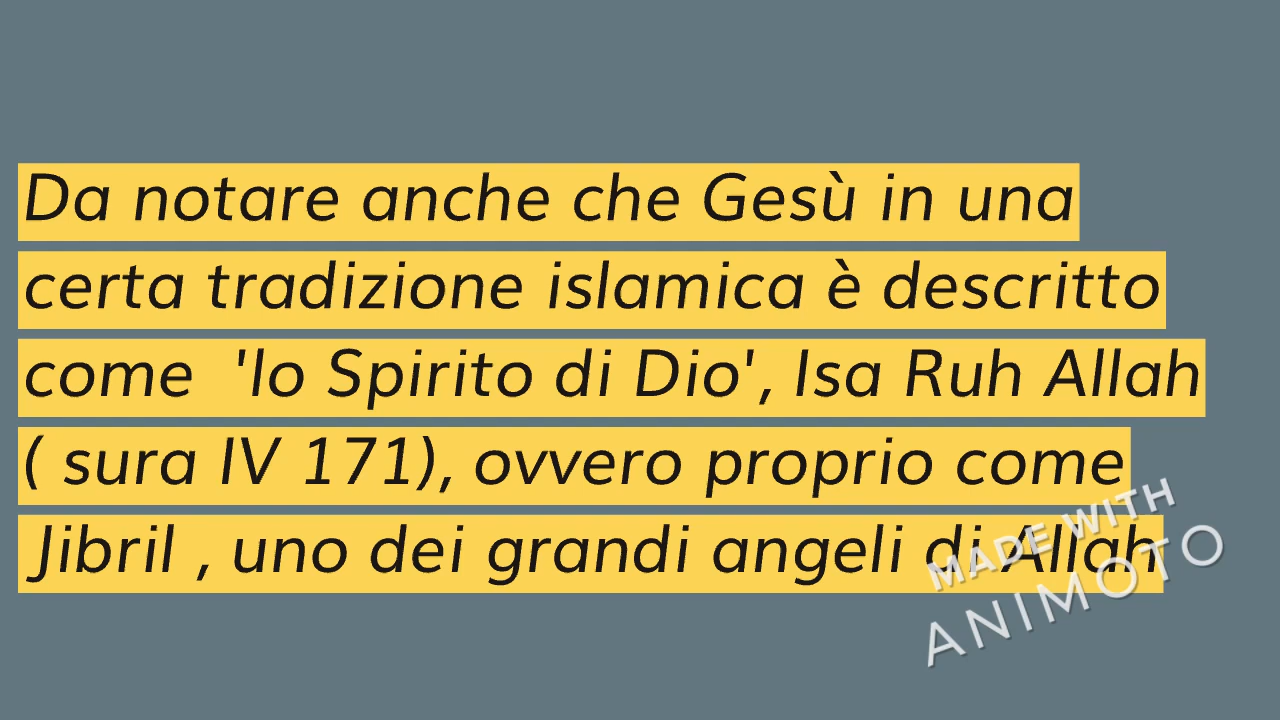 Da notare anche che Gesù in una
certa tradizione islamica è descritto
come  'lo Spirito di Dio', Isa Ruh Allah
( sura IV 171), ovvero proprio come
Jibril , uno dei grandi angeli di Allah
MADE WITH
ANIMOTO